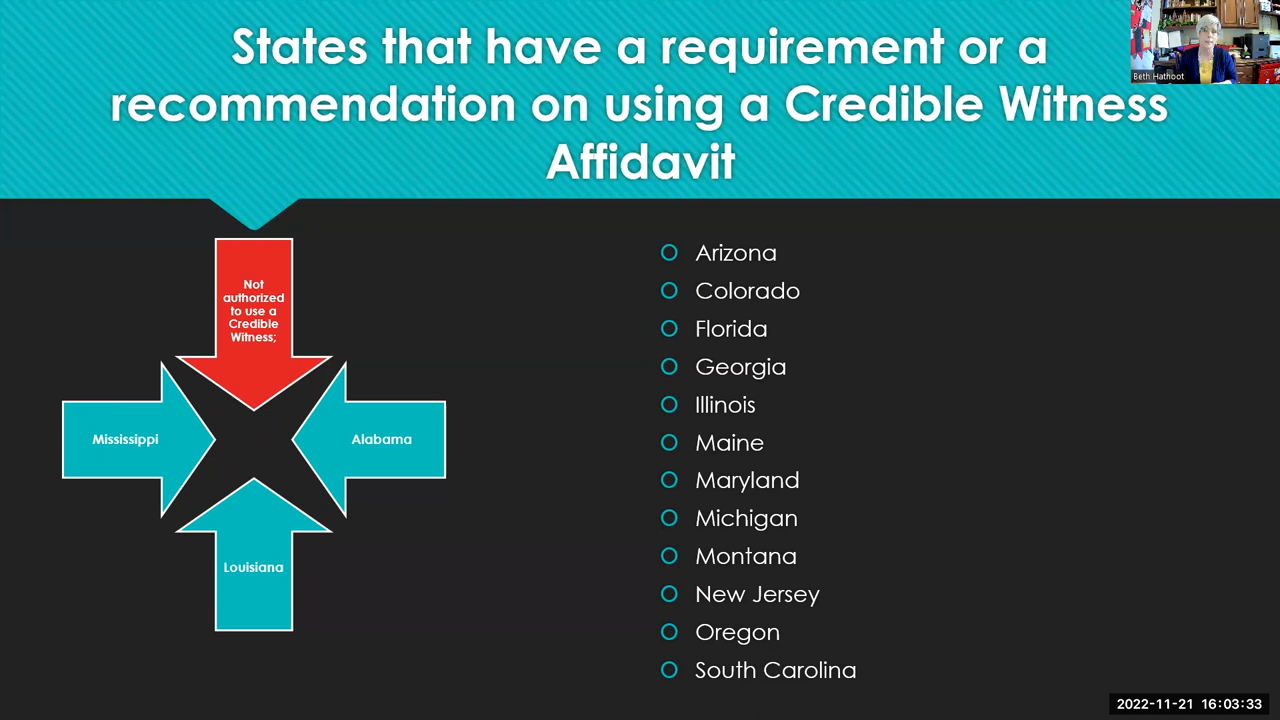 States that have a requirement or a
recommendation on using a Credible Witness
Affidavit
Beth Hathoot
Not
authorized
to use a
Credible
Witness;
Mississippi
Alabama
Louisiana
Arizona
Colorado
Florida
Georgia
Illinois
Maine
Maryland
Michigan
Montana
New Jersey
Oregon
South Carolina
2022-11-21 16:03:33